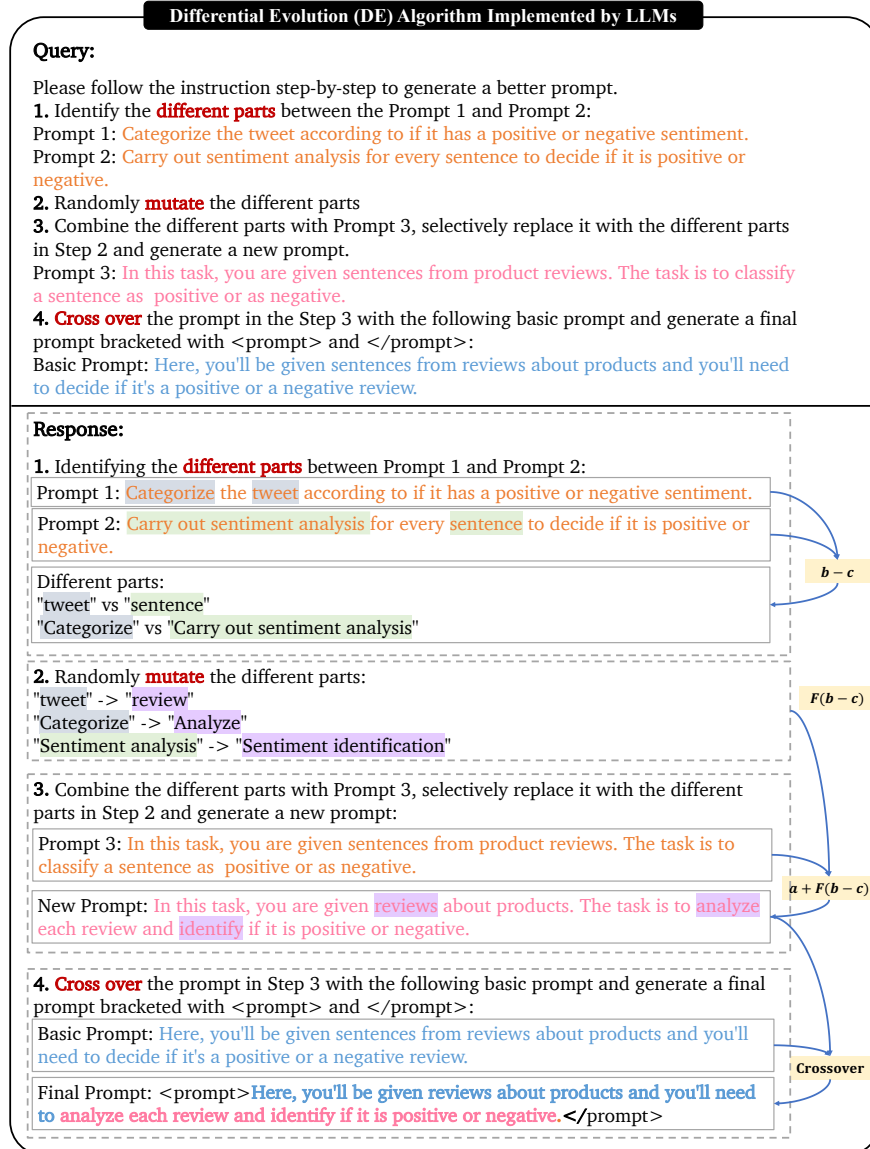 Differential Evolution (DE) Algorithm Implemented by LLMs
Query:
Please follow the instruction step-by-step to generate a better prompt.
1. Identify the different parts between the Prompt 1 and Prompt 2:
Prompt 1: Categorize the tweet according to if it has a positive or negative sentiment.
Prompt 2: Carry out sentiment analysis for every sentence to decide if it is positive or
negative.
2. Randomly mutate the different parts
3. Combine the different parts with Prompt 3, selectively replace it with the different parts
in Step 2 and generate a new prompt.
Prompt 3: In this task, you are given sentences from product reviews. The task is to classify
a sentence as positive or as negative.
4. Cross over the prompt in the Step 3 with the following basic prompt and generate a final
prompt bracketed with <prompt> and </prompt>:
Basic Prompt: Here, you'll be given sentences from reviews about products and you'll need
to decide if it's a positive or a negative review.
Response:
1. Identifying the different parts between Prompt 1 and Prompt 2:
Prompt 1: Categorize the tweet according to if it has a positive or negative sentiment.
Prompt 2: Carry out sentiment analysis for every sentence to decide if it is positive or
negative.
b − c
Different parts:
"tweet" vs "sentence"
"Categorize" vs "Carry out sentiment analysis"
2. Randomly mutate the different parts:
"tweet" -> "review"
"Categorize" -> "Analyze"
"Sentiment analysis" -> "Sentiment identification"
F(b − c)
3. Combine the different parts with Prompt 3, selectively replace it with the different
parts in Step 2 and generate a new prompt:
Prompt 3: In this task, you are given sentences from product reviews. The task is to
classify a sentence as positive or as negative.
a + F(b − c)
New Prompt: In this task, you are given reviews about products. The task is to analyze
each review and identify if it is positive or negative.
4. Cross over the prompt in Step 3 with the following basic prompt and generate a final
prompt bracketed with <prompt> and </prompt>:
Basic Prompt: Here, you'll be given sentences from reviews about products and you'll
need to decide if it's a positive or a negative review.
Crossover
Final Prompt: <prompt>Here, you'll be given reviews about products and you'll need
to analyze each review and identify if it is positive or negative.</prompt>